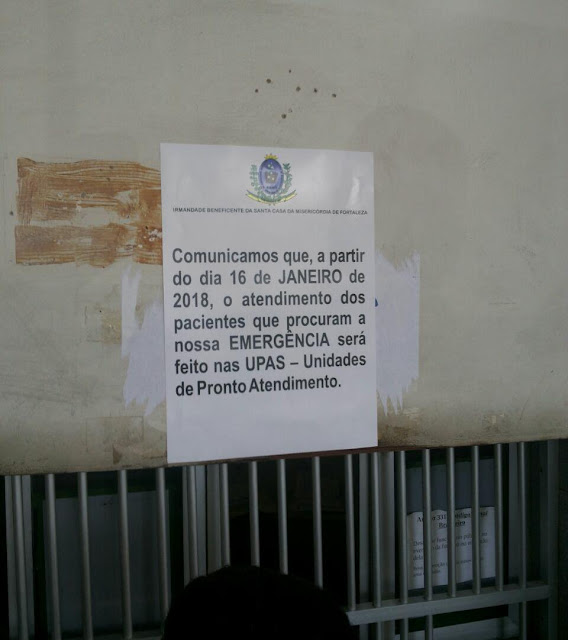 IRMANDADE BENEFICENTE DA SANTA CASA DA MISERICÓRDIA DE FORTALEZA
Comunicamos que, a partir
do dia 16 de JANEIRO de
2018, o atendimento dos
pacientes que procuram a
nossa EMERGÊNCIA será
feito nas UPAS – Unidades
de Pronto Atendimento.